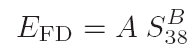 E_FD = A S_38^B